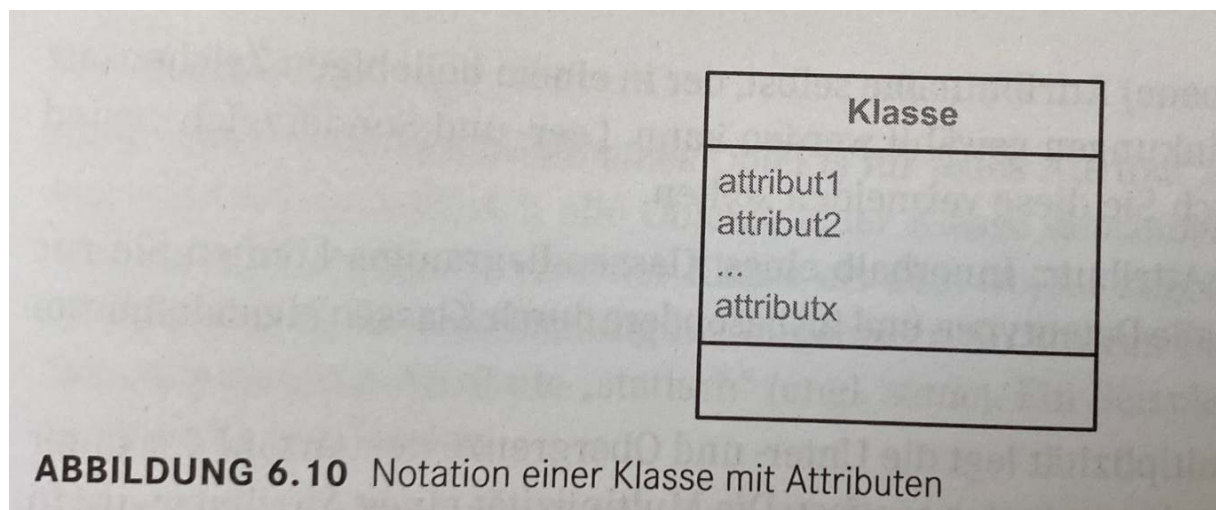 Klasse
attribut1
attribut2
...
attributx
ABBILDUNG 6.10 Notation einer Klasse mit Attributen